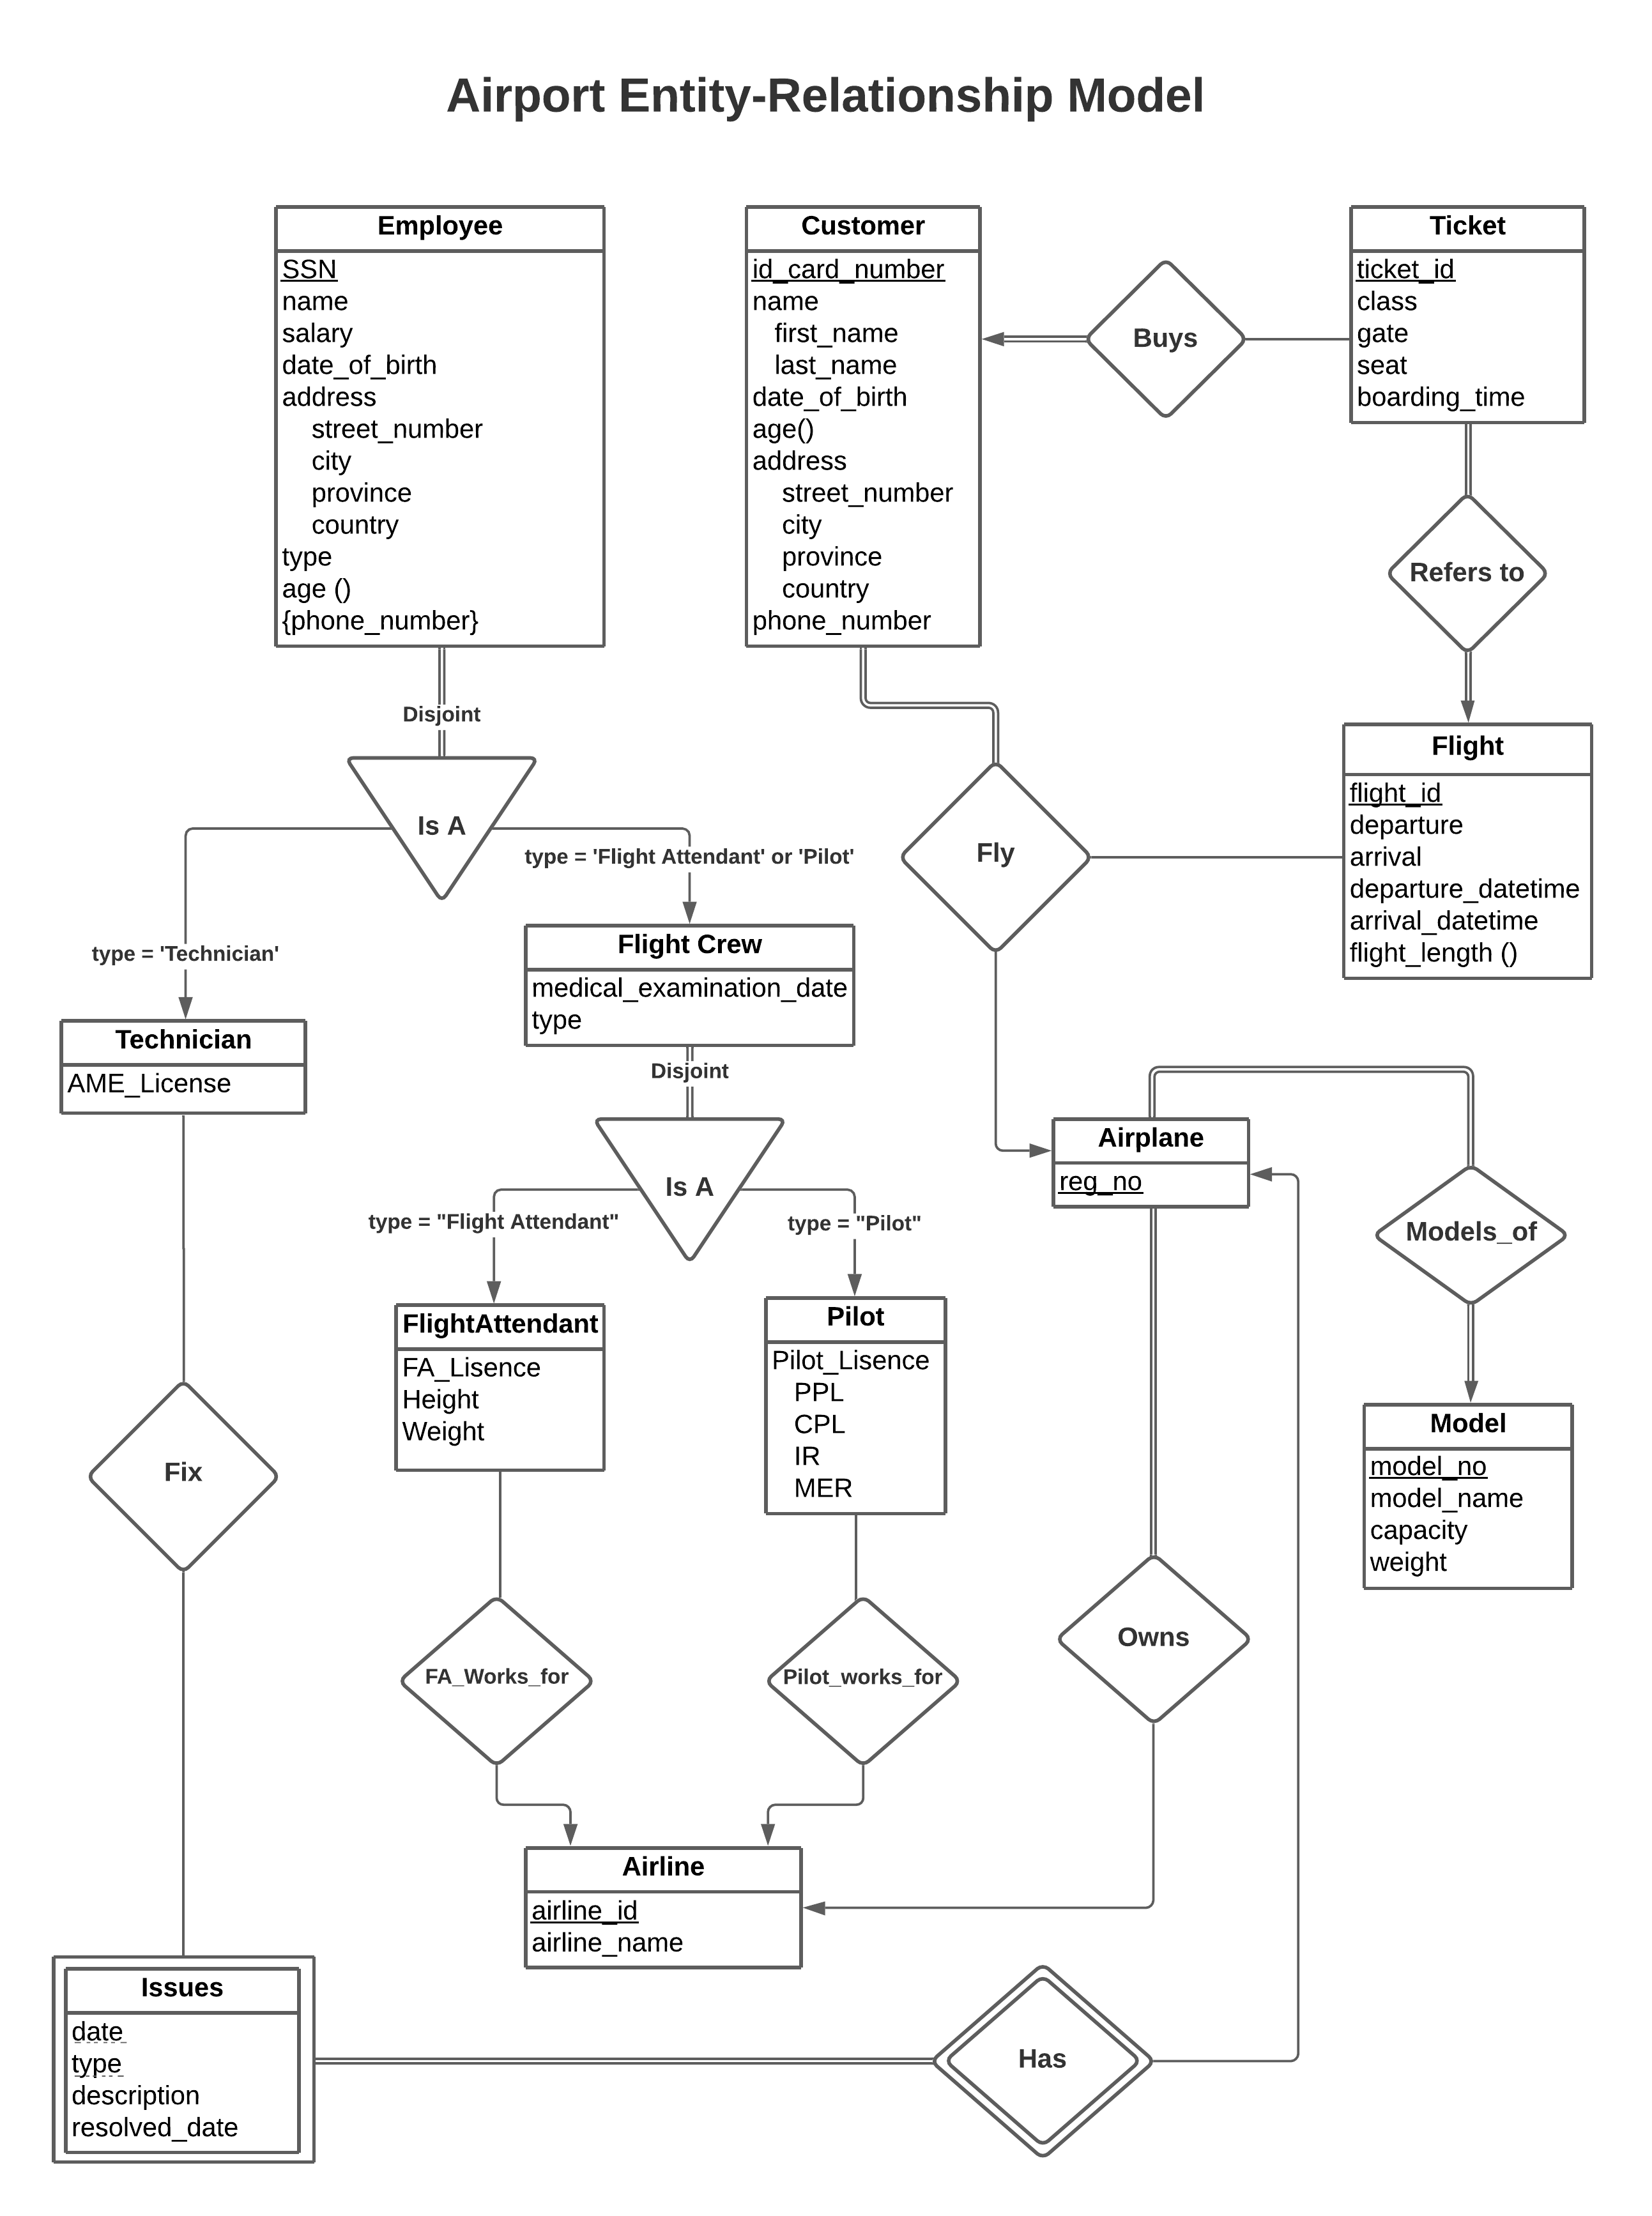 Airport Entity-Relationship Model
Employee
SSN
name
salary
date_of_birth
address
street_number
city
province
country
type
age ()
{phone_number}
Customer
id_card_number
name
first_name
last_name
date_of_birth
age()
address
street_number
city
province
country
phone_number
Buys
Ticket
ticket_id
class
gate
seat
boarding_time
Refers to
Disjoint
Is A
type = 'Flight Attendant' or 'Pilot'
type = 'Technician'
Fly
Flight
flight_id
departure
arrival
departure_datetime
arrival_datetime
flight_length ()
Flight Crew
medical_examination_date
type
Technician
AME_License
Disjoint
Is A
type = "Flight Attendant"
type = "Pilot"
Airplane
reg_no
Models_of
FlightAttendant
FA_Lisence
Height
Weight
Pilot
Pilot_Lisence
PPL
CPL
IR
MER
Model
model_no
model_name
capacity
weight
Fix
FA_Works_for
Pilot_works_for
Owns
Airline
airline_id
airline_name
Issues
date
type
description
resolved_date
Has